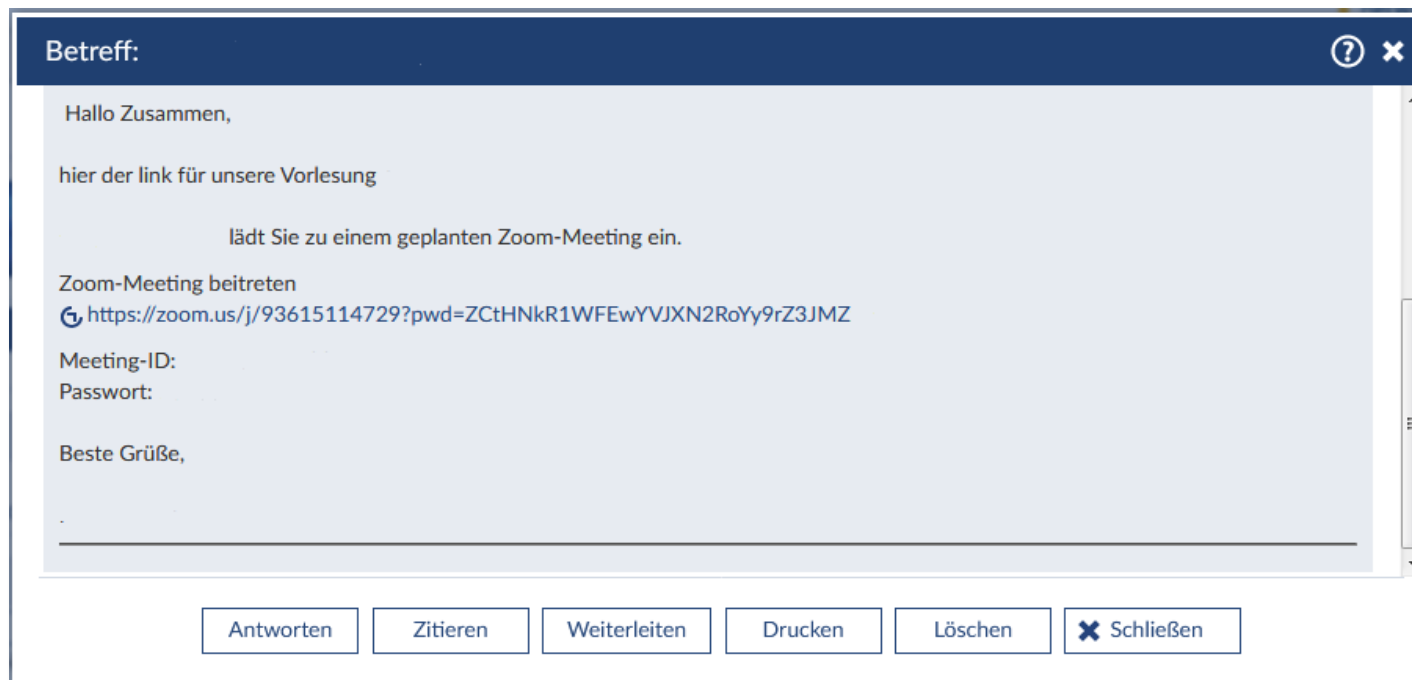 Betreff:
Hallo Zusammen,
hier der link für unsere Vorlesung
lädt Sie zu einem geplanten Zoom-Meeting ein.
Zoom-Meeting beitreten
https://zoom.us/j/93615114729?pwd=ZCtHNkR1WFEwYVJXN2RoYy9rZ3JMZ
Meeting-ID:
Passwort:
Beste Grüße,
Antworten Zitieren Weiterleiten Drucken Löschen Schließen